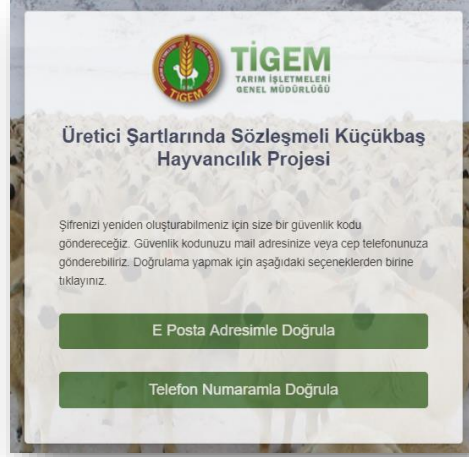 TİGEM
TARIM İŞLETMELERİ
GENEL MÜDÜRLÜĞÜ
TİGEM
Üretici Şartlarında Sözleşmeli Küçükbaş
Hayvancılık Projesi
Şifrenizi yeniden oluşturabilmeniz için size bir güvenlik kodu
göndereceğiz. Güvenlik kodunuzu mail adresinize veya cep telefonunuza
gönderebiliriz. Doğrulama yapmak için aşağıdaki seçeneklerden birine
tıklayınız.
E Posta Adresimle Doğrula
Telefon Numaramla Doğrula